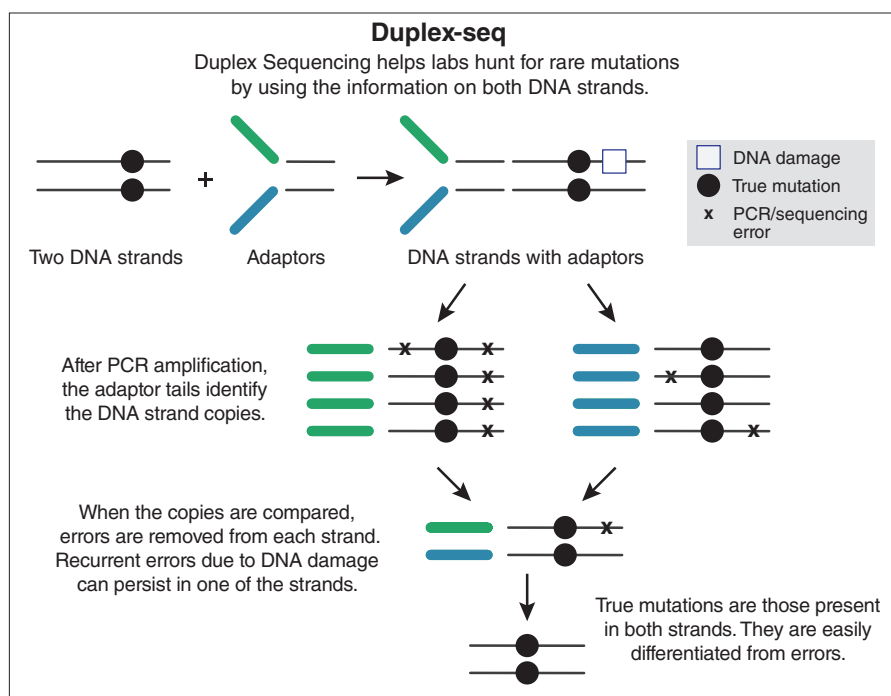 Duplex-seq
Duplex Sequencing helps labs hunt for rare mutations
by using the information on both DNA strands.
+
DNA damage
True mutation
x PCR/sequencing
error
Two DNA strands
Adaptors
DNA strands with adaptors
After PCR amplification,
the adaptor tails identify
the DNA strand copies.
x x
x
x
x
x
x
When the copies are compared,
errors are removed from each strand.
Recurrent errors due to DNA damage
can persist in one of the strands.
x
True mutations are those present
in both strands. They are easily
differentiated from errors.